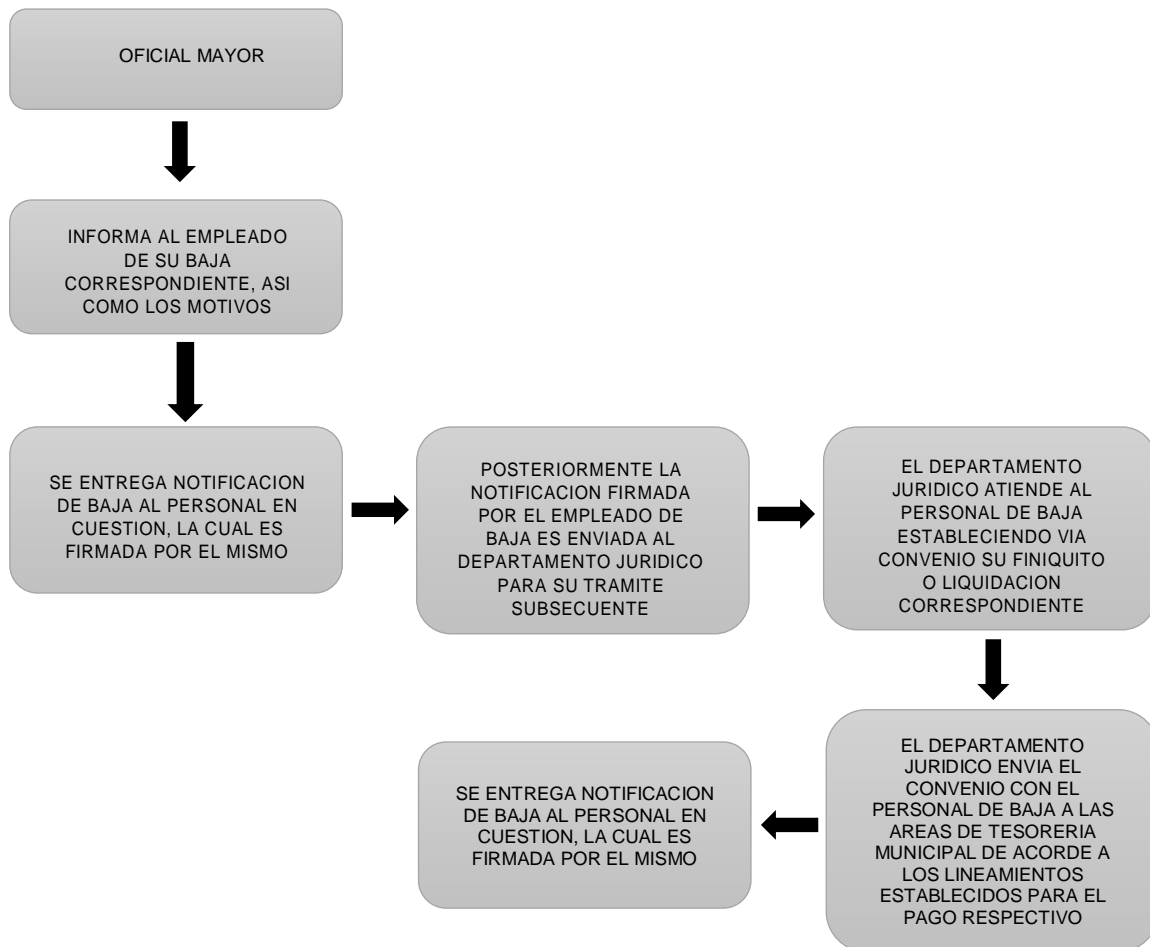 OFICIAL MAYOR
INFORMA AL EMPLEADO
DE SU BAJA
CORRESPONDIENTE, ASI
COMO LOS MOTIVOS
SE ENTREGA NOTIFICACION
DE BAJA AL PERSONAL EN
CUESTION, LA CUAL ES
FIRMADA POR EL MISMO
POSTERIORMENTE LA
NOTIFICACION FIRMADA
POR EL EMPLEADO DE
BAJA ES ENVIADA AL
DEPARTAMENTO JURIDICO
PARA SU TRAMITE
SUBSECUENTE
EL DEPARTAMENTO
JURIDICO ATIENDE AL
PERSONAL DE BAJA
ESTABLECIENDO VIA
CONVENIO SU FINIQUITO
O LIQUIDACION
CORRESPONDIENTE
EL DEPARTAMENTO
JURIDICO ENVIA EL
CONVENIO CON EL
PERSONAL DE BAJA A LAS
AREAS DE TESORERIA
MUNICIPAL DE ACORDE A
LOS LINEAMIENTOS
ESTABLECIDOS PARA EL
PAGO RESPECTIVO
SE ENTREGA NOTIFICACION
DE BAJA AL PERSONAL EN
CUESTION, LA CUAL ES
FIRMADA POR EL MISMO